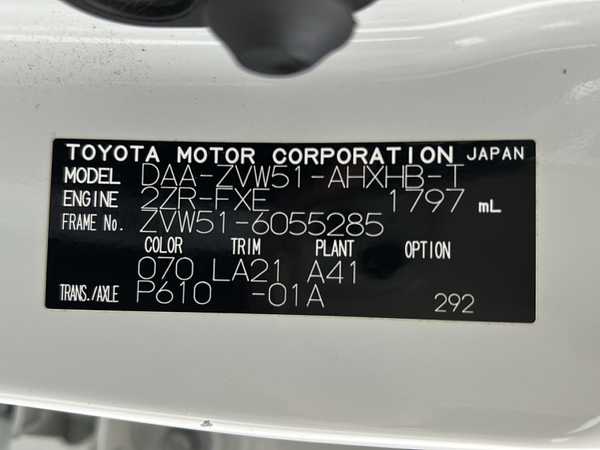 TOYOTA MOTOR CORPORATION JAPAN
MODEL DAA-ZVW51-AHXHB-T
ENGINE 2ZR-FXE 1797 mL
FRAME No. ZVW51-6055285
COLOR TRIM PLANT OPTION
070 LA21 A41
TRANS./AXLE P610 -01A 292